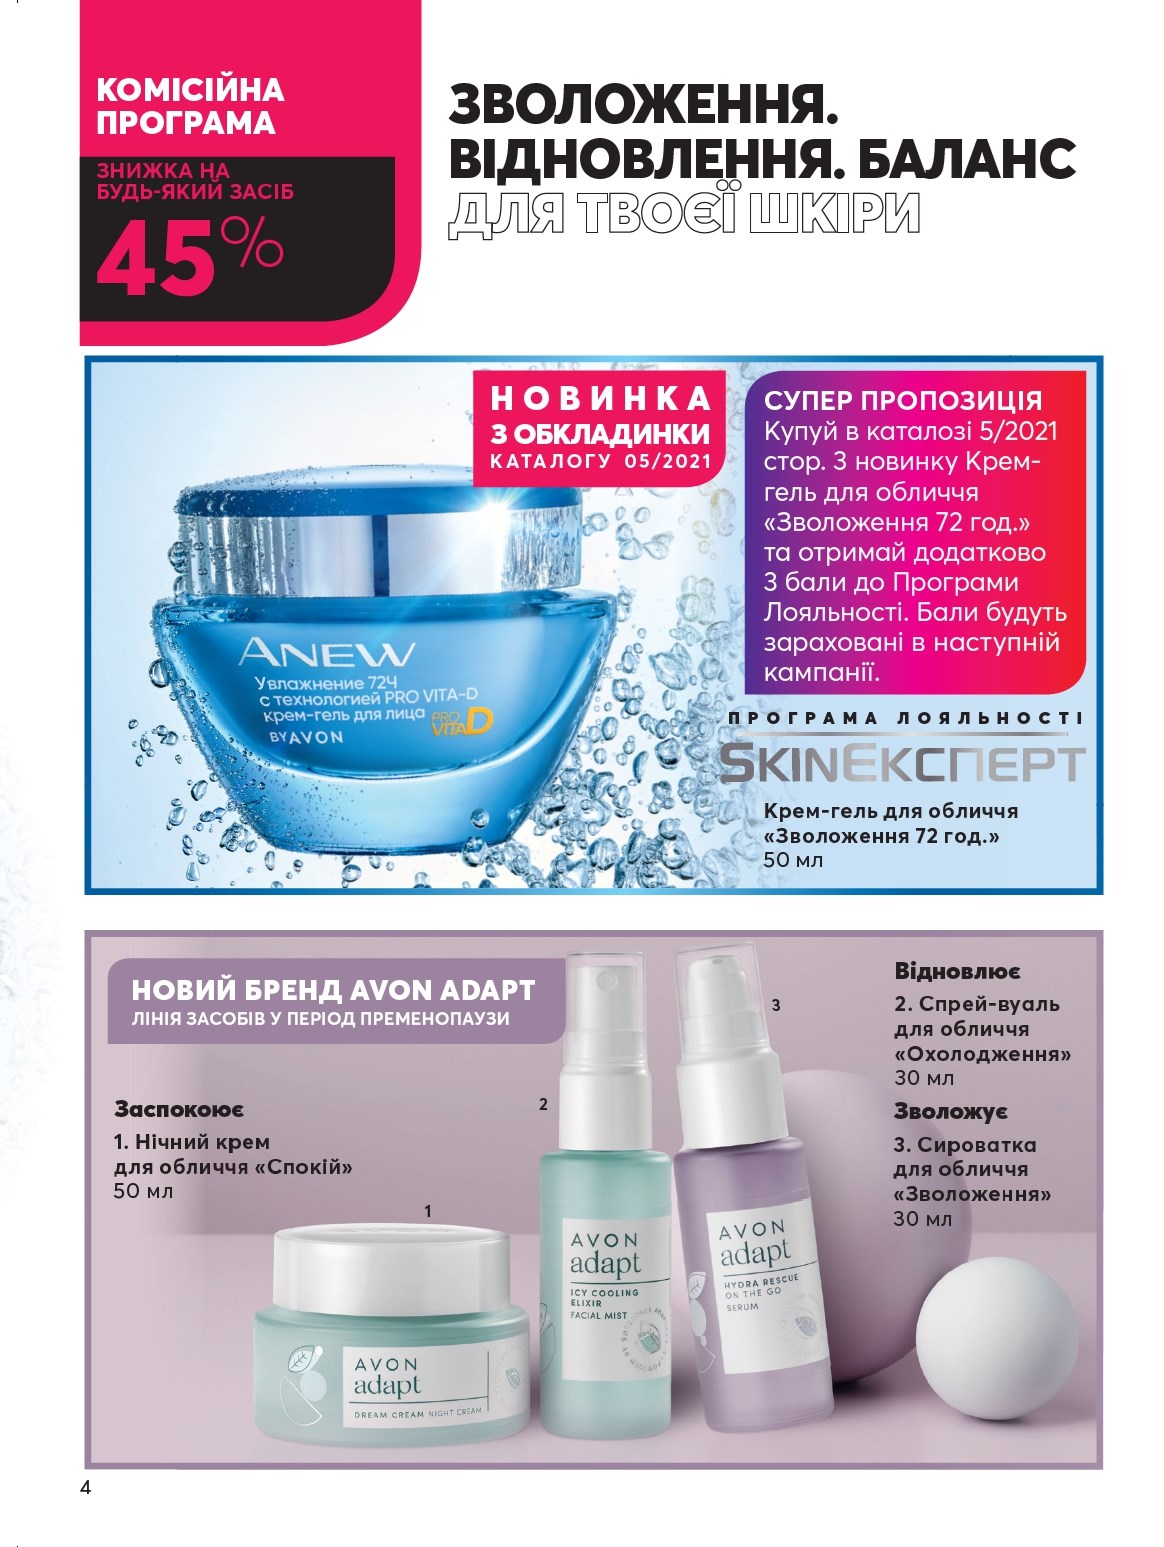 КОМІСІЙНА
ПРОГРАМА
ЗНИЖКА НА
БУДЬ-ЯКИЙ ЗАСІБ
45%
ЗВОЛОЖЕННЯ.
ВІДНОВЛЕННЯ. БАЛАНС
ДЛЯ ТВОЄЇ ШКІРИ
НОВИНКА
З ОБКЛАДИНКИ
КАТАЛОГУ 05/2021
СУПЕР ПРОПОЗИЦІЯ
Купуй в каталозі 5/2021
стор. 3 новинку Крем-
гель для обличчя
«Зволоження 72 год.»
та отримай додатково
3 бали до Програми
Лояльності. Бали будуть
зараховані в наступній
кампанії.
ANEW
Увлажнение 72Ч
с технологией PRO VITA-D
крем-гель для лица
PRO
VITAD
BY AVON
ПРОГРАМА ЛОЯЛЬНОСТІ
SKINЕКСПЕРТ
Крем-гель для обличчя
«Зволоження 72 год.»
50 мл
НОВИЙ БРЕНД AVON ADAPT
ЛІНІЯ ЗАСОБІВ У ПЕРІОД ПРЕМЕНОПАУЗИ
Заспокоює
1. Нічний крем
для обличчя «Спокій»
50 мл
1
2
3
Відновлює
2. Спрей-вуаль
для обличчя
«Охолодження»
30 мл
Зволожує
3. Сироватка
для обличчя
«Зволоження»
30 мл
AVON
adapt
DREAM CREAM NIGHT CREAM
AVON
adapt
ICY COOLING
ELIXIR
FACIAL MIST
AVON
adapt
HYDRA RESCUE
ON THE GO
SERUM
4